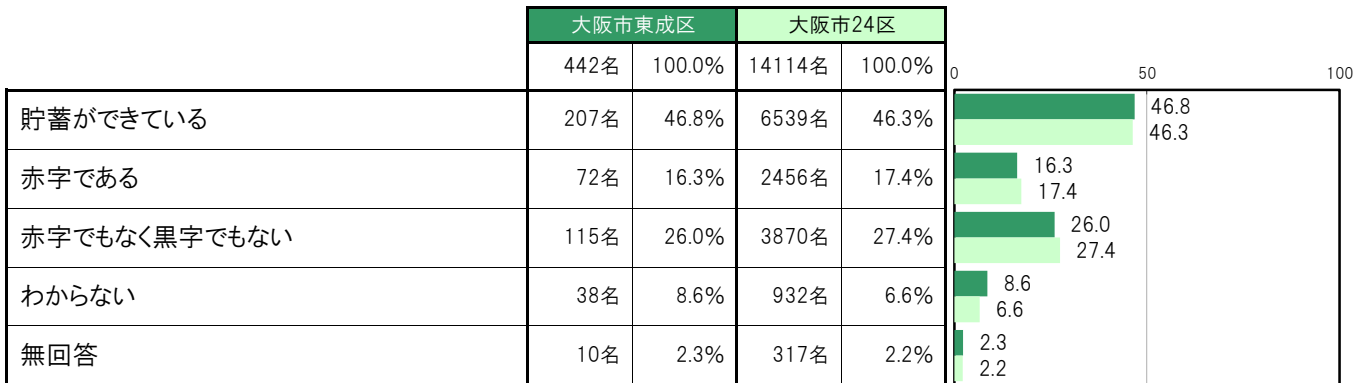 大阪市東成区 大阪市24区
442名 100.0% 14114名 100.0%
0 50 100
貯蓄ができている 207名 46.8% 6539名 46.3% 46.8
46.3
赤字である 72名 16.3% 2456名 17.4% 16.3
17.4
赤字でもなく黒字でもない 115名 26.0% 3870名 27.4% 26.0
27.4
わからない 38名 8.6% 932名 6.6% 8.6
6.6
無回答 10名 2.3% 317名 2.2% 2.3
2.2